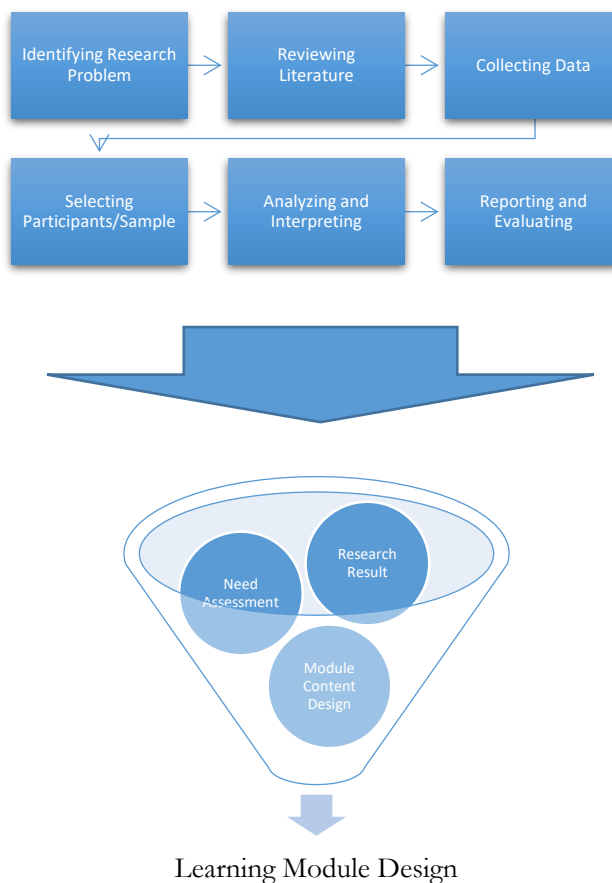 Identifying Research
Problem
Reviewing
Literature
Collecting Data
Selecting
Participants/Sample
Analyzing and
Interpreting
Reporting and
Evaluating
Need
Assessment
Research
Result
Module
Content
Design
Learning Module Design